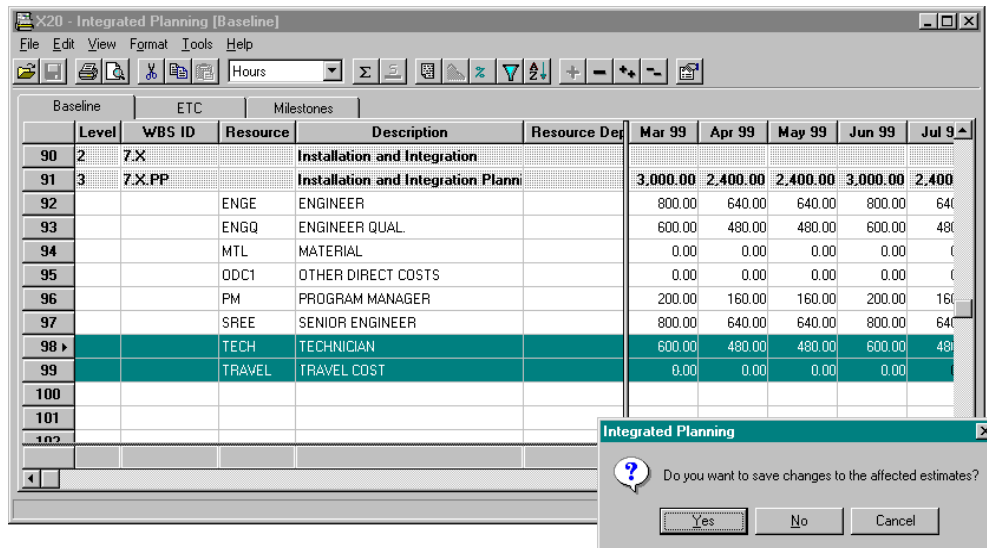 X20 - Integrated Planning [Baseline]
File Edit View Format Tools Help
Hours
Baseline ETC Milestones
Level WBS ID Resource Description Resource Dep Mar 99 Apr 99 May 99 Jun 99 Jul 9
90 2 7.X Installation and Integration
91 3 7.X.PP Installation and Integration Planni 3,000.00 2,400.00 2,400.00 3,000.00 2,400
92 ENGE ENGINEER 800.00 640.00 640.00 800.00 640
93 ENGQ ENGINEER QUAL. 600.00 480.00 480.00 600.00 480
94 MTL MATERIAL 0.00 0.00 0.00 0.00
95 ODC1 OTHER DIRECT COSTS 0.00 0.00 0.00 0.00
96 PM PROGRAM MANAGER 200.00 160.00 160.00 200.00 160
97 SREE SENIOR ENGINEER 800.00 640.00 640.00 800.00 640
98 TECH TECHNICIAN 600.00 480.00 480.00 600.00 480
99 TRAVEL TRAVEL COST 0.00 0.00 0.00 0.00
100
101
102
Integrated Planning
Do you want to save changes to the affected estimates?
Yes No Cancel